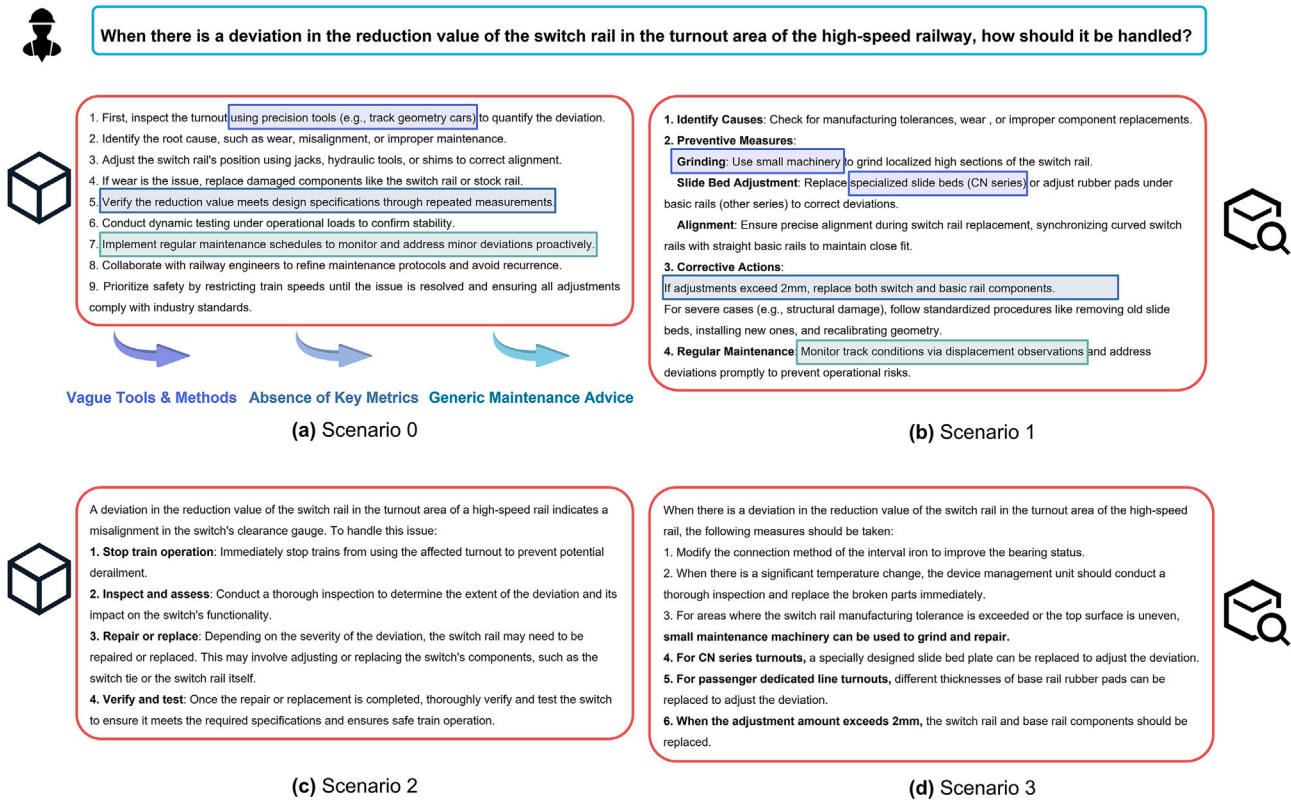 When there is a deviation in the reduction value of the switch rail in the turnout area of the high-speed railway, how should it be handled?
1. First, inspect the turnout using precision tools (e.g., track geometry cars) to quantify the deviation.
2. Identify the root cause, such as wear, misalignment, or improper maintenance.
3. Adjust the switch rail's position using jacks, hydraulic tools, or shims to correct alignment.
4. If wear is the issue, replace damaged components like the switch rail or stock rail.
5. Verify the reduction value meets design specifications through repeated measurements.
6. Conduct dynamic testing under operational loads to confirm stability.
7. Implement regular maintenance schedules to monitor and address minor deviations proactively.
8. Collaborate with railway engineers to refine maintenance protocols and avoid recurrence.
9. Prioritize safety by restricting train speeds until the issue is resolved and ensuring all adjustments
comply with industry standards.
Vague Tools & Methods Absence of Key Metrics Generic Maintenance Advice
(a) Scenario 0
1. Identify Causes: Check for manufacturing tolerances, wear , or improper component replacements.
2. Preventive Measures:
Grinding: Use small machinery to grind localized high sections of the switch rail.
Slide Bed Adjustment: Replace specialized slide beds (CN series) or adjust rubber pads under
basic rails (other series) to correct deviations.
Alignment: Ensure precise alignment during switch rail replacement, synchronizing curved switch
rails with straight basic rails to maintain close fit.
3. Corrective Actions:
If adjustments exceed 2mm, replace both switch and basic rail components.
For severe cases (e.g., structural damage), follow standardized procedures like removing old slide
beds, installing new ones, and recalibrating geometry.
4. Regular Maintenance: Monitor track conditions via displacement observations and address
deviations promptly to prevent operational risks.
(b) Scenario 1
A deviation in the reduction value of the switch rail in the turnout area of a high-speed rail indicates a
misalignment in the switch's clearance gauge. To handle this issue:
1. Stop train operation: Immediately stop trains from using the affected turnout to prevent potential
derailment.
2. Inspect and assess: Conduct a thorough inspection to determine the extent of the deviation and its
impact on the switch's functionality.
3. Repair or replace: Depending on the severity of the deviation, the switch rail may need to be
repaired or replaced. This may involve adjusting or replacing the switch's components, such as the
switch tie or the switch rail itself.
4. Verify and test: Once the repair or replacement is completed, thoroughly verify and test the switch
to ensure it meets the required specifications and ensures safe train operation.
(c) Scenario 2
When there is a deviation in the reduction value of the switch rail in the turnout area of the high-speed
rail, the following measures should be taken:
1. Modify the connection method of the interval iron to improve the bearing status.
2. When there is a significant temperature change, the device management unit should conduct a
thorough inspection and replace the broken parts immediately.
3. For areas where the switch rail manufacturing tolerance is exceeded or the top surface is uneven,
small maintenance machinery can be used to grind and repair.
4. For CN series turnouts, a specially designed slide bed plate can be replaced to adjust the deviation.
5. For passenger dedicated line turnouts, different thicknesses of base rail rubber pads can be
replaced to adjust the deviation.
6. When the adjustment amount exceeds 2mm, the switch rail and base rail components should be
replaced.
(d) Scenario 3